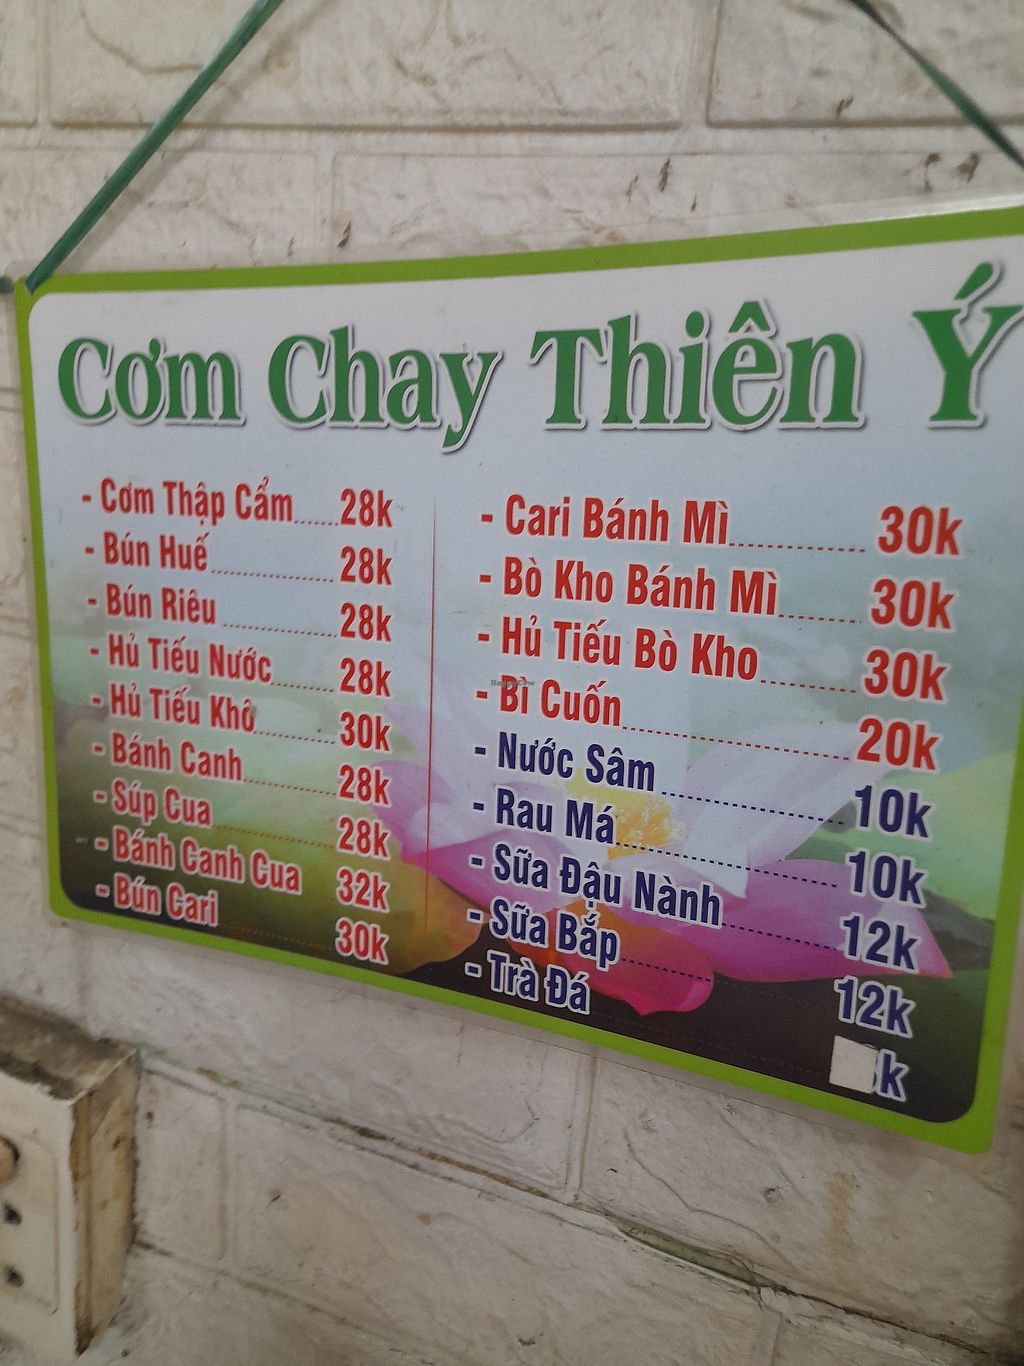 Cơm Chay Thiên Ý
- Cơm Thập Cẩm......28k
- Bún Huế................28k
- Bún Riêu ...............28k
- Hủ Tiếu Nước........28k
- Hủ Tiếu Khô..........30k
- Bánh Canh............28k
- Súp Cua................28k
- Bánh Canh Cua 32k
- Bún Cari...............30k
- Cari Bánh Mì.............. 30k
- Bò Kho Bánh Mì........ 30k
- Hủ Tiếu Bò Kho.......... 30k
- Bì Cuốn........................ 20k
- Nước Sâm................... 10k
- Rau Má....................... 10k
- Sữa Đậu Nành............ 12k
- Sữa Bắp..................... 12k
- Trà Đá k
HappyCow